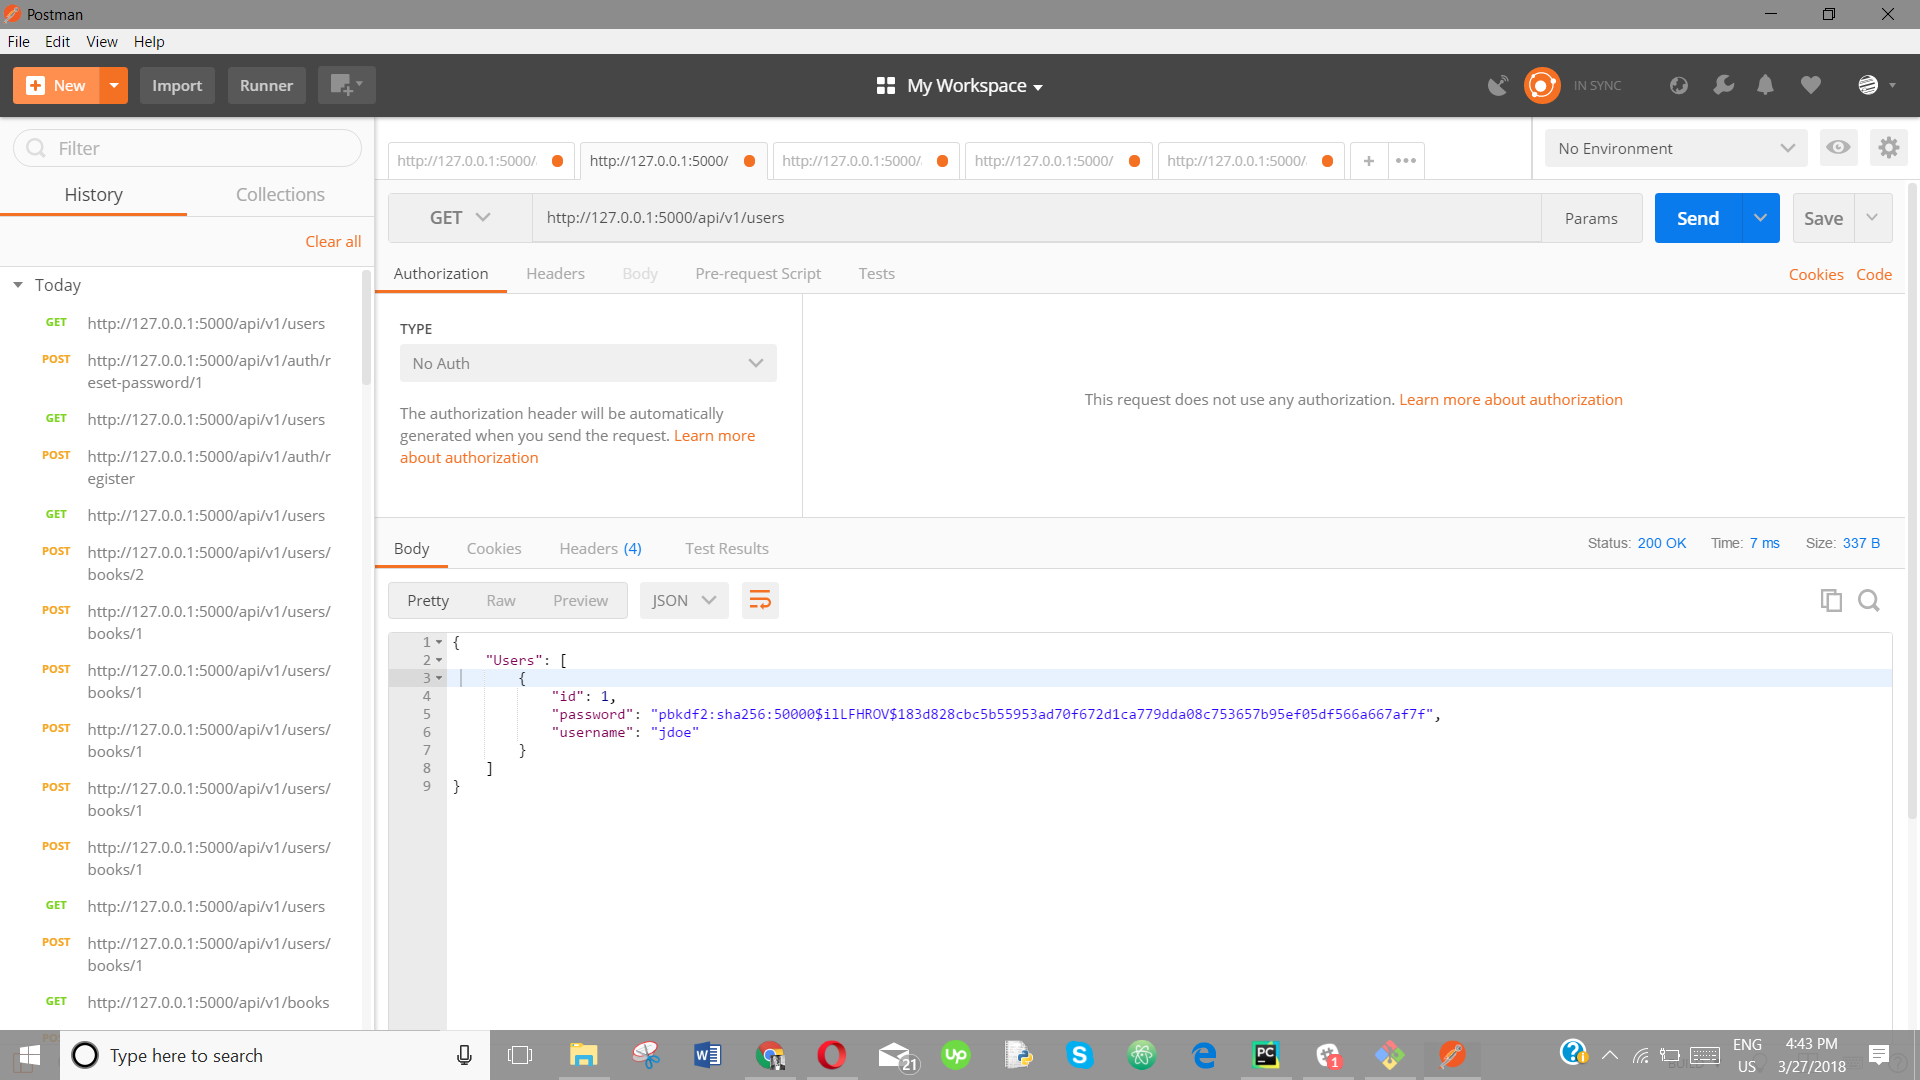 Postman
File Edit View Help
New Import Runner My Workspace IN SYNC
Filter
History Collections
Clear all
Today
GET http://127.0.0.1:5000/api/v1/users
POST http://127.0.0.1:5000/api/v1/auth/r
eset-password/1
GET http://127.0.0.1:5000/api/v1/users
POST http://127.0.0.1:5000/api/v1/auth/r
egister
GET http://127.0.0.1:5000/api/v1/users
POST http://127.0.0.1:5000/api/v1/users/
books/2
POST http://127.0.0.1:5000/api/v1/users/
books/1
POST http://127.0.0.1:5000/api/v1/users/
books/1
POST http://127.0.0.1:5000/api/v1/users/
books/1
POST http://127.0.0.1:5000/api/v1/users/
books/1
POST http://127.0.0.1:5000/api/v1/users/
books/1
GET http://127.0.0.1:5000/api/v1/users
POST http://127.0.0.1:5000/api/v1/users/
books/1
GET http://127.0.0.1:5000/api/v1/books
http://127.0.0.1:5000/ http://127.0.0.1:5000/ http://127.0.0.1:5000/ http://127.0.0.1:5000/ http://127.0.0.1:5000/ + •••
No Environment
GET http://127.0.0.1:5000/api/v1/users Params Send Save
Authorization Headers Body Pre-request Script Tests Cookies Code
TYPE
No Auth
The authorization header will be automatically
generated when you send the request. Learn more
about authorization
This request does not use any authorization. Learn more about authorization
Body Cookies Headers (4) Test Results Status: 200 OK Time: 7 ms Size: 337 B
Pretty Raw Preview JSON
1 {
2 "Users": [
3 {
4 "id": 1,
5 "password": "pbkdf2:sha256:50000$ilLFHROV$183d828cbc5b55953ad70f672d1ca779dda08c753657b95ef05df566a667af7f",
6 "username": "jdoe"
7 }
8 ]
9 }
Type here to search
21
Up
PC
1
ENG
US
4:43 PM
3/27/2018